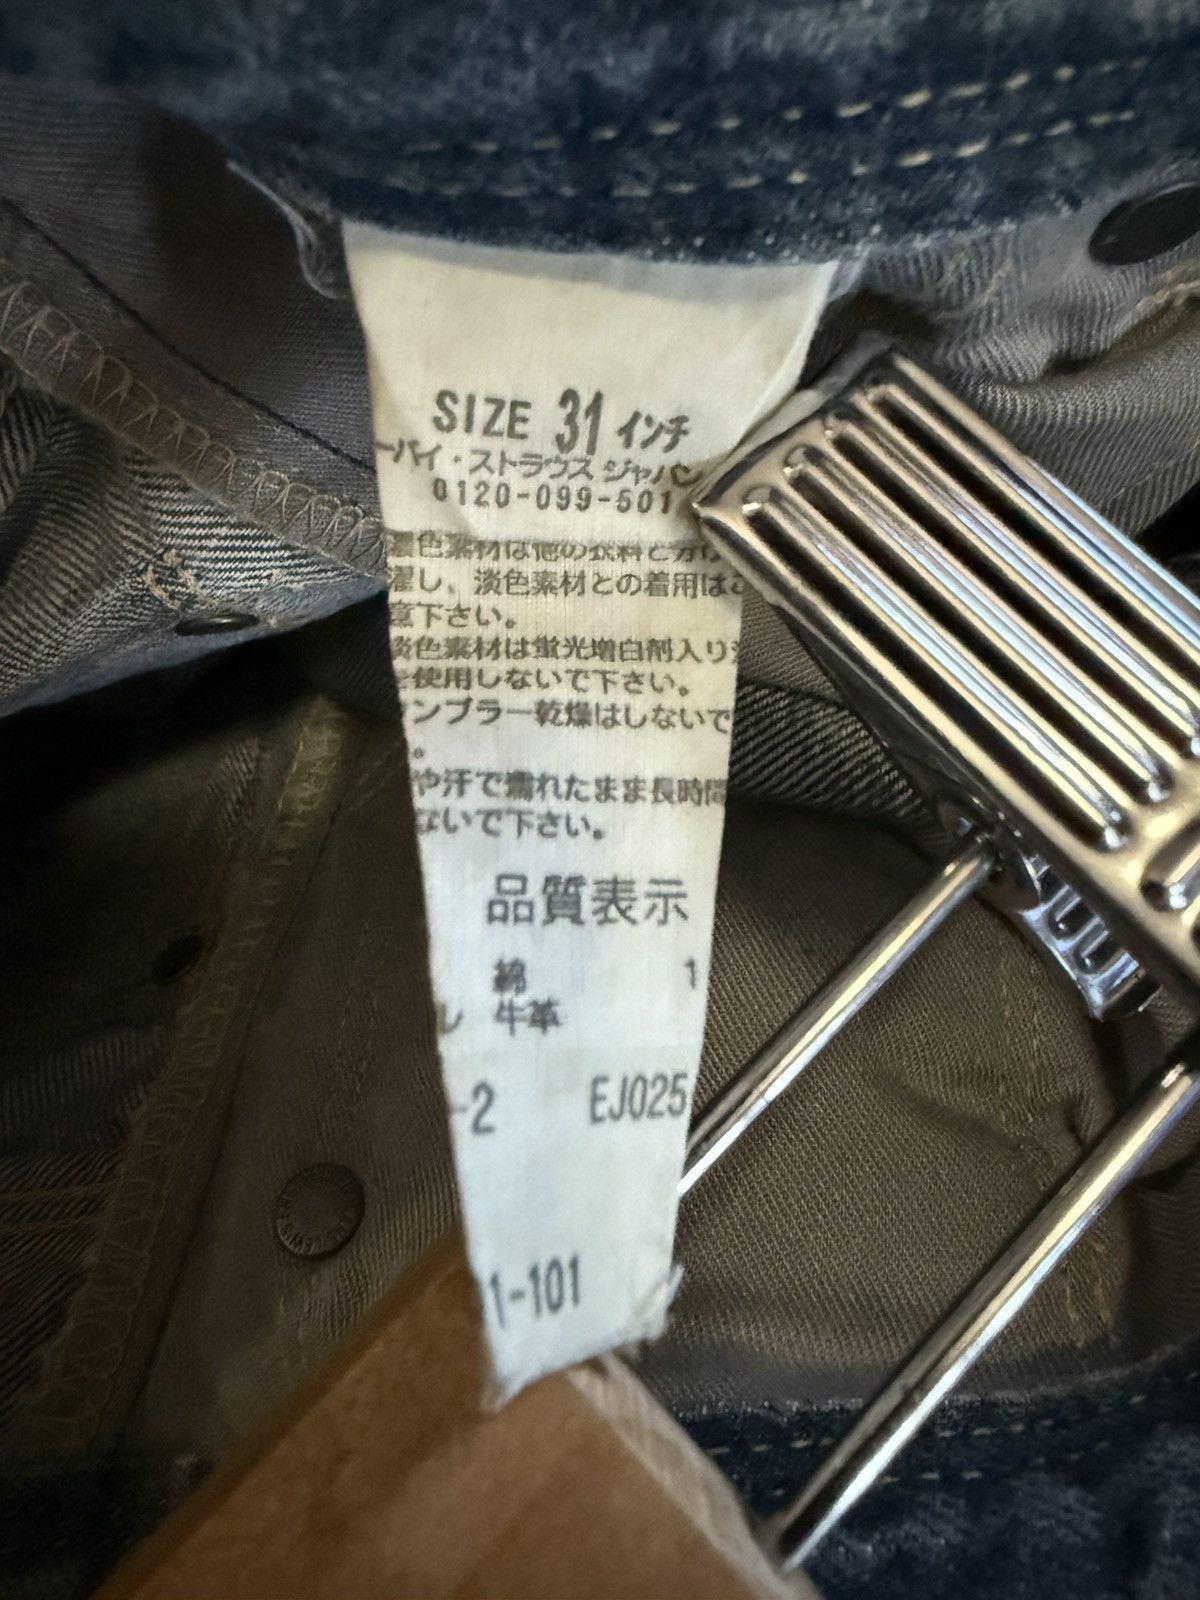 SIZE 31 インチ
ーバイ・ストラウス ジャパン
0120-099-501
濃色素材は他の衣料と分け
濯し、淡色素材との着用はご
意下さい。
淡色素材は蛍光増白剤入り
を使用しないで下さい。
ンブラー乾燥はしないで
。
や汗で濡れたまま長時間
ないで下さい。
品質表示
綿 1
ル 牛革
-2 EJ025
1-101